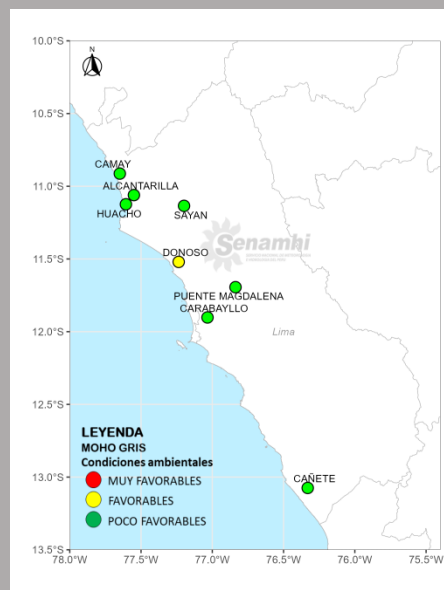 10.0°S
N
10.5°S
CAMAY
11.0°S
ALCANTARILLA
HUACHO
SAYAN
Senamhi
DONOSO
11.5°S
PUENTE MAGDALENA
CARABAYLLO
12.0°S
Lima
12.5°S
LEYENDA
MOHO GRIS
Condiciones ambientales
MUY FAVORABLES
FAVORABLES
POCO FAVORABLES
13.0°S
CAÑETE
13.5°S
78.0°W 77.5°W 77.0°W 76.5°W 76.0°W 75.5°W